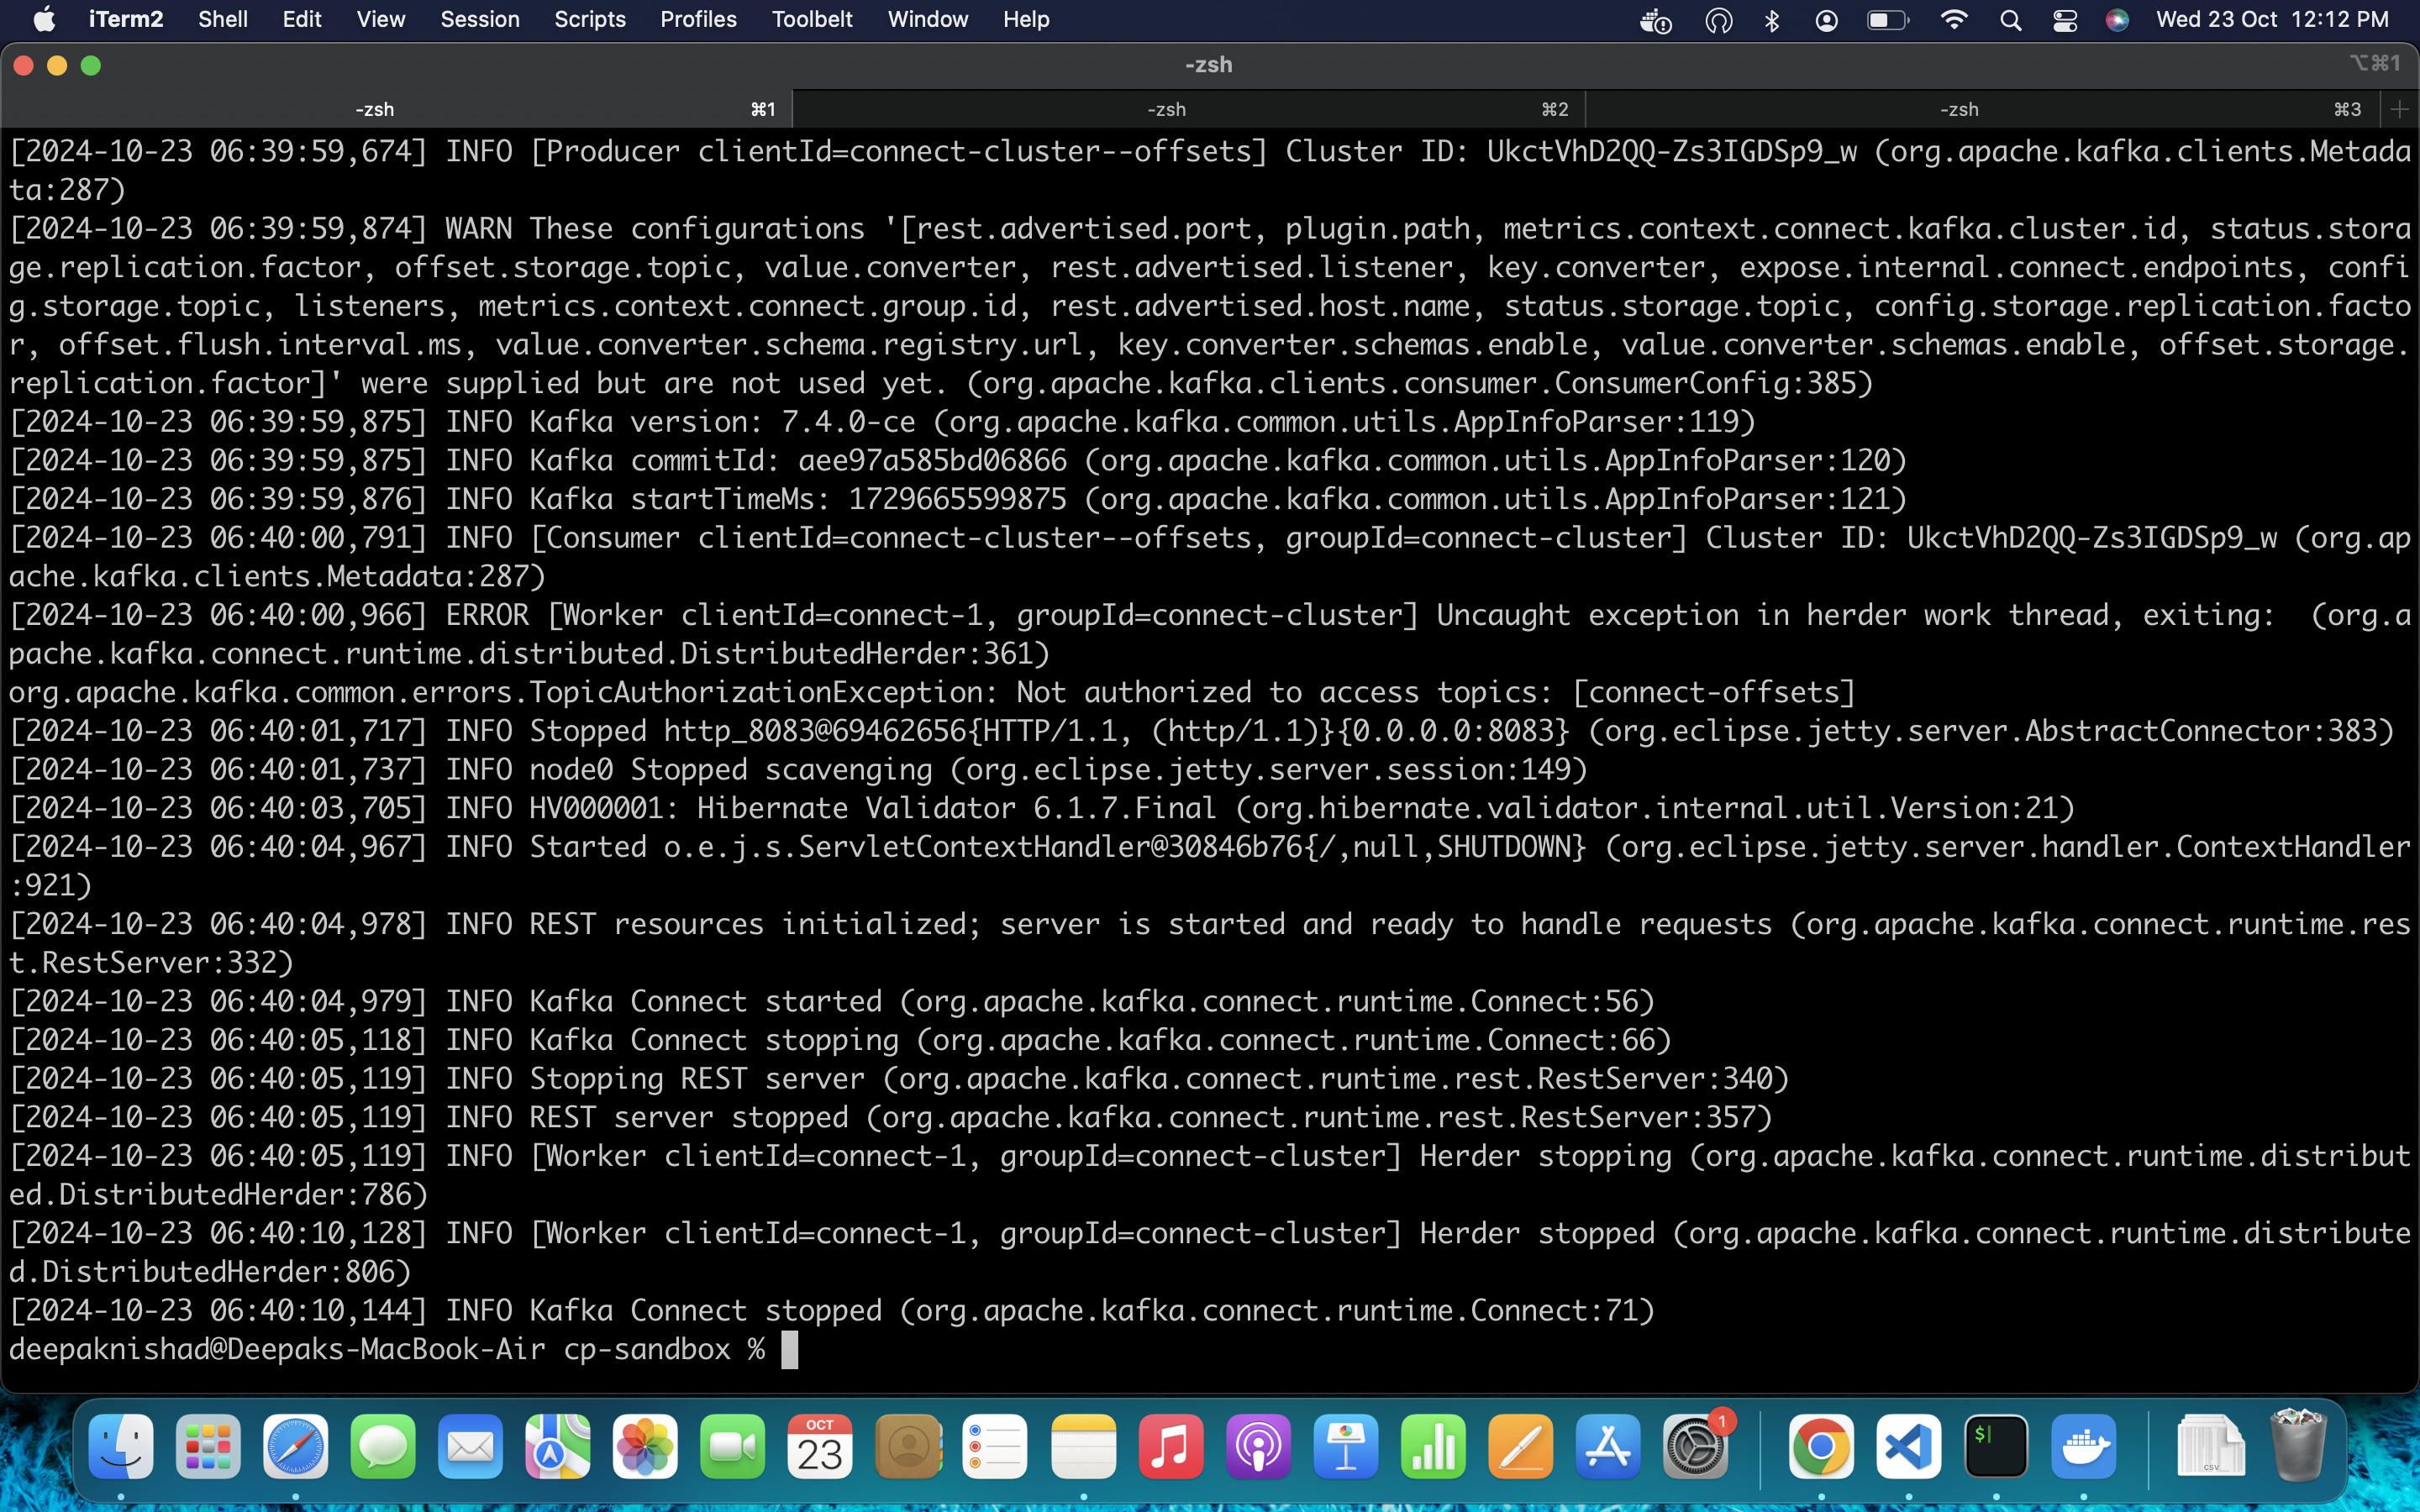 iTerm2 Shell Edit View Session Scripts Profiles Toolbelt Window Help Wed 23 Oct 12:12 PM
-zsh ⌥⌘1
-zsh ⌘1 -zsh ⌘2 -zsh ⌘3
[2024-10-23 06:39:59,674] INFO [Producer clientId=connect-cluster--offsets] Cluster ID: UkctVhD2QQ-Zs3IGDSp9_w (org.apache.kafka.clients.Metada
ta:287)
[2024-10-23 06:39:59,874] WARN These configurations '[rest.advertised.port, plugin.path, metrics.context.connect.kafka.cluster.id, status.stora
ge.replication.factor, offset.storage.topic, value.converter, rest.advertised.listener, key.converter, expose.internal.connect.endpoints, confi
g.storage.topic, listeners, metrics.context.connect.group.id, rest.advertised.host.name, status.storage.topic, config.storage.replication.facto
r, offset.flush.interval.ms, value.converter.schema.registry.url, key.converter.schemas.enable, value.converter.schemas.enable, offset.storage.
replication.factor]' were supplied but are not used yet. (org.apache.kafka.clients.consumer.ConsumerConfig:385)
[2024-10-23 06:39:59,875] INFO Kafka version: 7.4.0-ce (org.apache.kafka.common.utils.AppInfoParser:119)
[2024-10-23 06:39:59,875] INFO Kafka commitId: aee97a585bd06866 (org.apache.kafka.common.utils.AppInfoParser:120)
[2024-10-23 06:39:59,876] INFO Kafka startTimeMs: 1729665599875 (org.apache.kafka.common.utils.AppInfoParser:121)
[2024-10-23 06:40:00,791] INFO [Consumer clientId=connect-cluster--offsets, groupId=connect-cluster] Cluster ID: UkctVhD2QQ-Zs3IGDSp9_w (org.ap
ache.kafka.clients.Metadata:287)
[2024-10-23 06:40:00,966] ERROR [Worker clientId=connect-1, groupId=connect-cluster] Uncaught exception in herder work thread, exiting:  (org.a
pache.kafka.connect.runtime.distributed.DistributedHerder:361)
org.apache.kafka.common.errors.TopicAuthorizationException: Not authorized to access topics: [connect-offsets]
[2024-10-23 06:40:01,717] INFO Stopped http_8083@69462656{HTTP/1.1, (http/1.1)}{0.0.0.0:8083} (org.eclipse.jetty.server.AbstractConnector:383)
[2024-10-23 06:40:01,737] INFO node0 Stopped scavenging (org.eclipse.jetty.server.session:149)
[2024-10-23 06:40:03,705] INFO HV000001: Hibernate Validator 6.1.7.Final (org.hibernate.validator.internal.util.Version:21)
[2024-10-23 06:40:04,967] INFO Started o.e.j.s.ServletContextHandler@30846b76{/,null,SHUTDOWN} (org.eclipse.jetty.server.handler.ContextHandler
:921)
[2024-10-23 06:40:04,978] INFO REST resources initialized; server is started and ready to handle requests (org.apache.kafka.connect.runtime.res
t.RestServer:332)
[2024-10-23 06:40:04,979] INFO Kafka Connect started (org.apache.kafka.connect.runtime.Connect:56)
[2024-10-23 06:40:05,118] INFO Kafka Connect stopping (org.apache.kafka.connect.runtime.Connect:66)
[2024-10-23 06:40:05,119] INFO Stopping REST server (org.apache.kafka.connect.runtime.rest.RestServer:340)
[2024-10-23 06:40:05,119] INFO REST server stopped (org.apache.kafka.connect.runtime.rest.RestServer:357)
[2024-10-23 06:40:05,119] INFO [Worker clientId=connect-1, groupId=connect-cluster] Herder stopping (org.apache.kafka.connect.runtime.distribut
ed.DistributedHerder:786)
[2024-10-23 06:40:10,128] INFO [Worker clientId=connect-1, groupId=connect-cluster] Herder stopped (org.apache.kafka.connect.runtime.distribute
d.DistributedHerder:806)
[2024-10-23 06:40:10,144] INFO Kafka Connect stopped (org.apache.kafka.connect.runtime.Connect:71)
deepaknishad@Deepaks-MacBook-Air cp-sandbox %
OCT
23
1
$
CSV